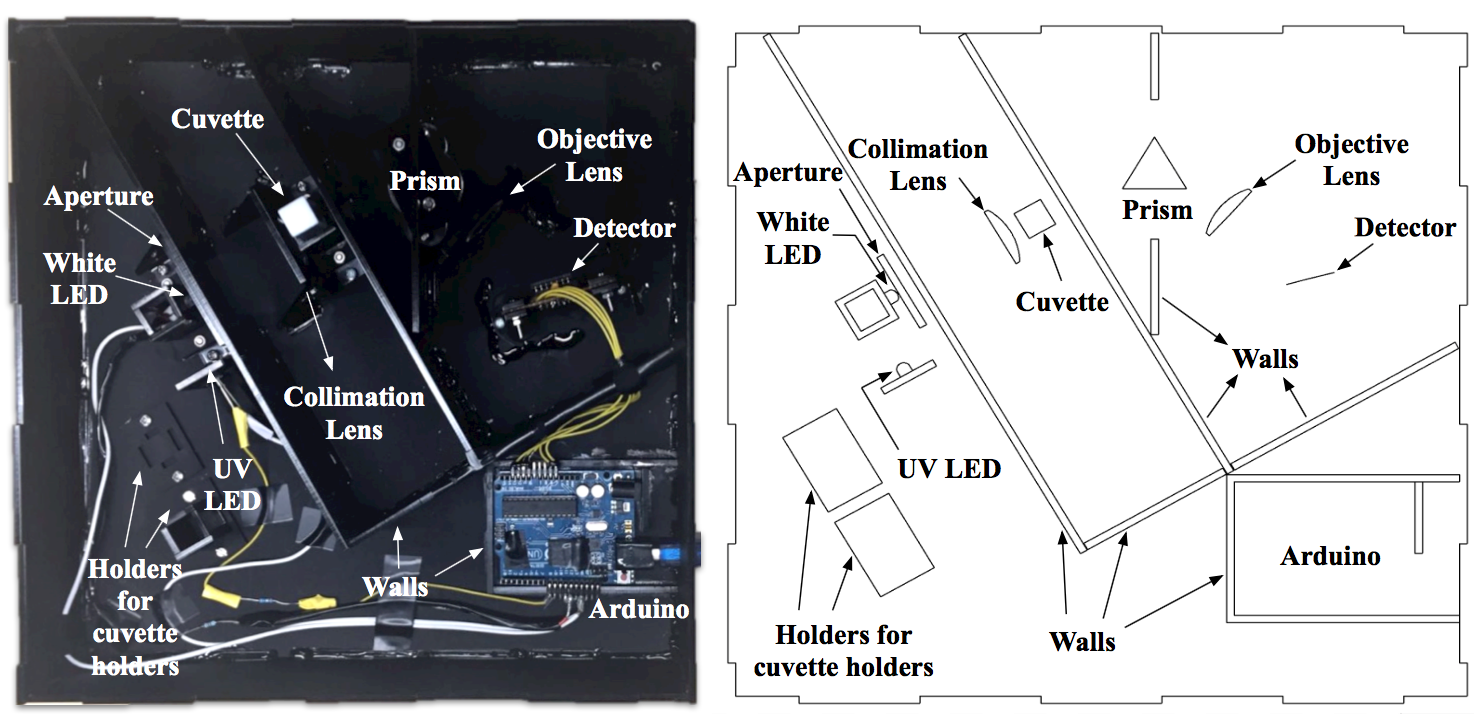 Cuvette
Objective
Lens
Prism
Aperture
Detector
White
LED
Collimation
Lens
UV
LED
Holders
for
cuvette
holders
Walls
Arduino
Collimation
Lens
Objective
Lens
Aperture
White
LED
Prism
Detector
Cuvette
Walls
UV LED
Arduino
Holders for
cuvette holders
Walls